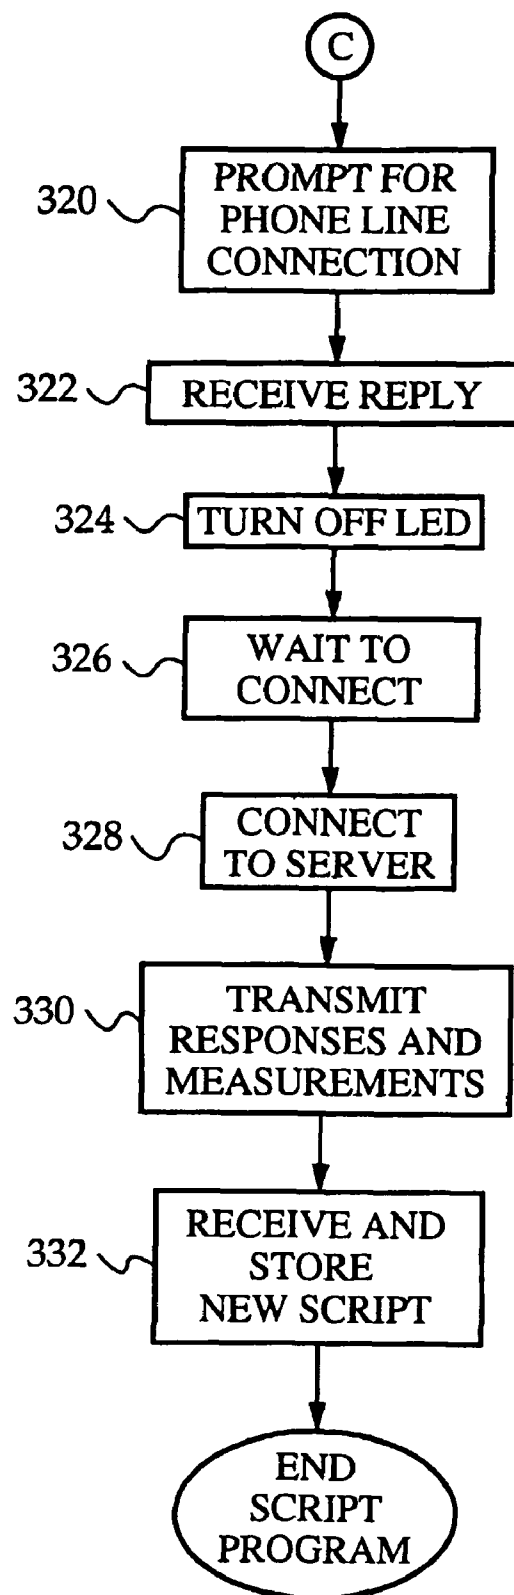 C
320
PROMPT FOR
PHONE LINE
CONNECTION
322
RECEIVE REPLY
324
TURN OFF LED
326
WAIT TO
CONNECT
328
CONNECT
TO SERVER
330
TRANSMIT
RESPONSES AND
MEASUREMENTS
332
RECEIVE AND
STORE
NEW SCRIPT
END
SCRIPT
PROGRAM